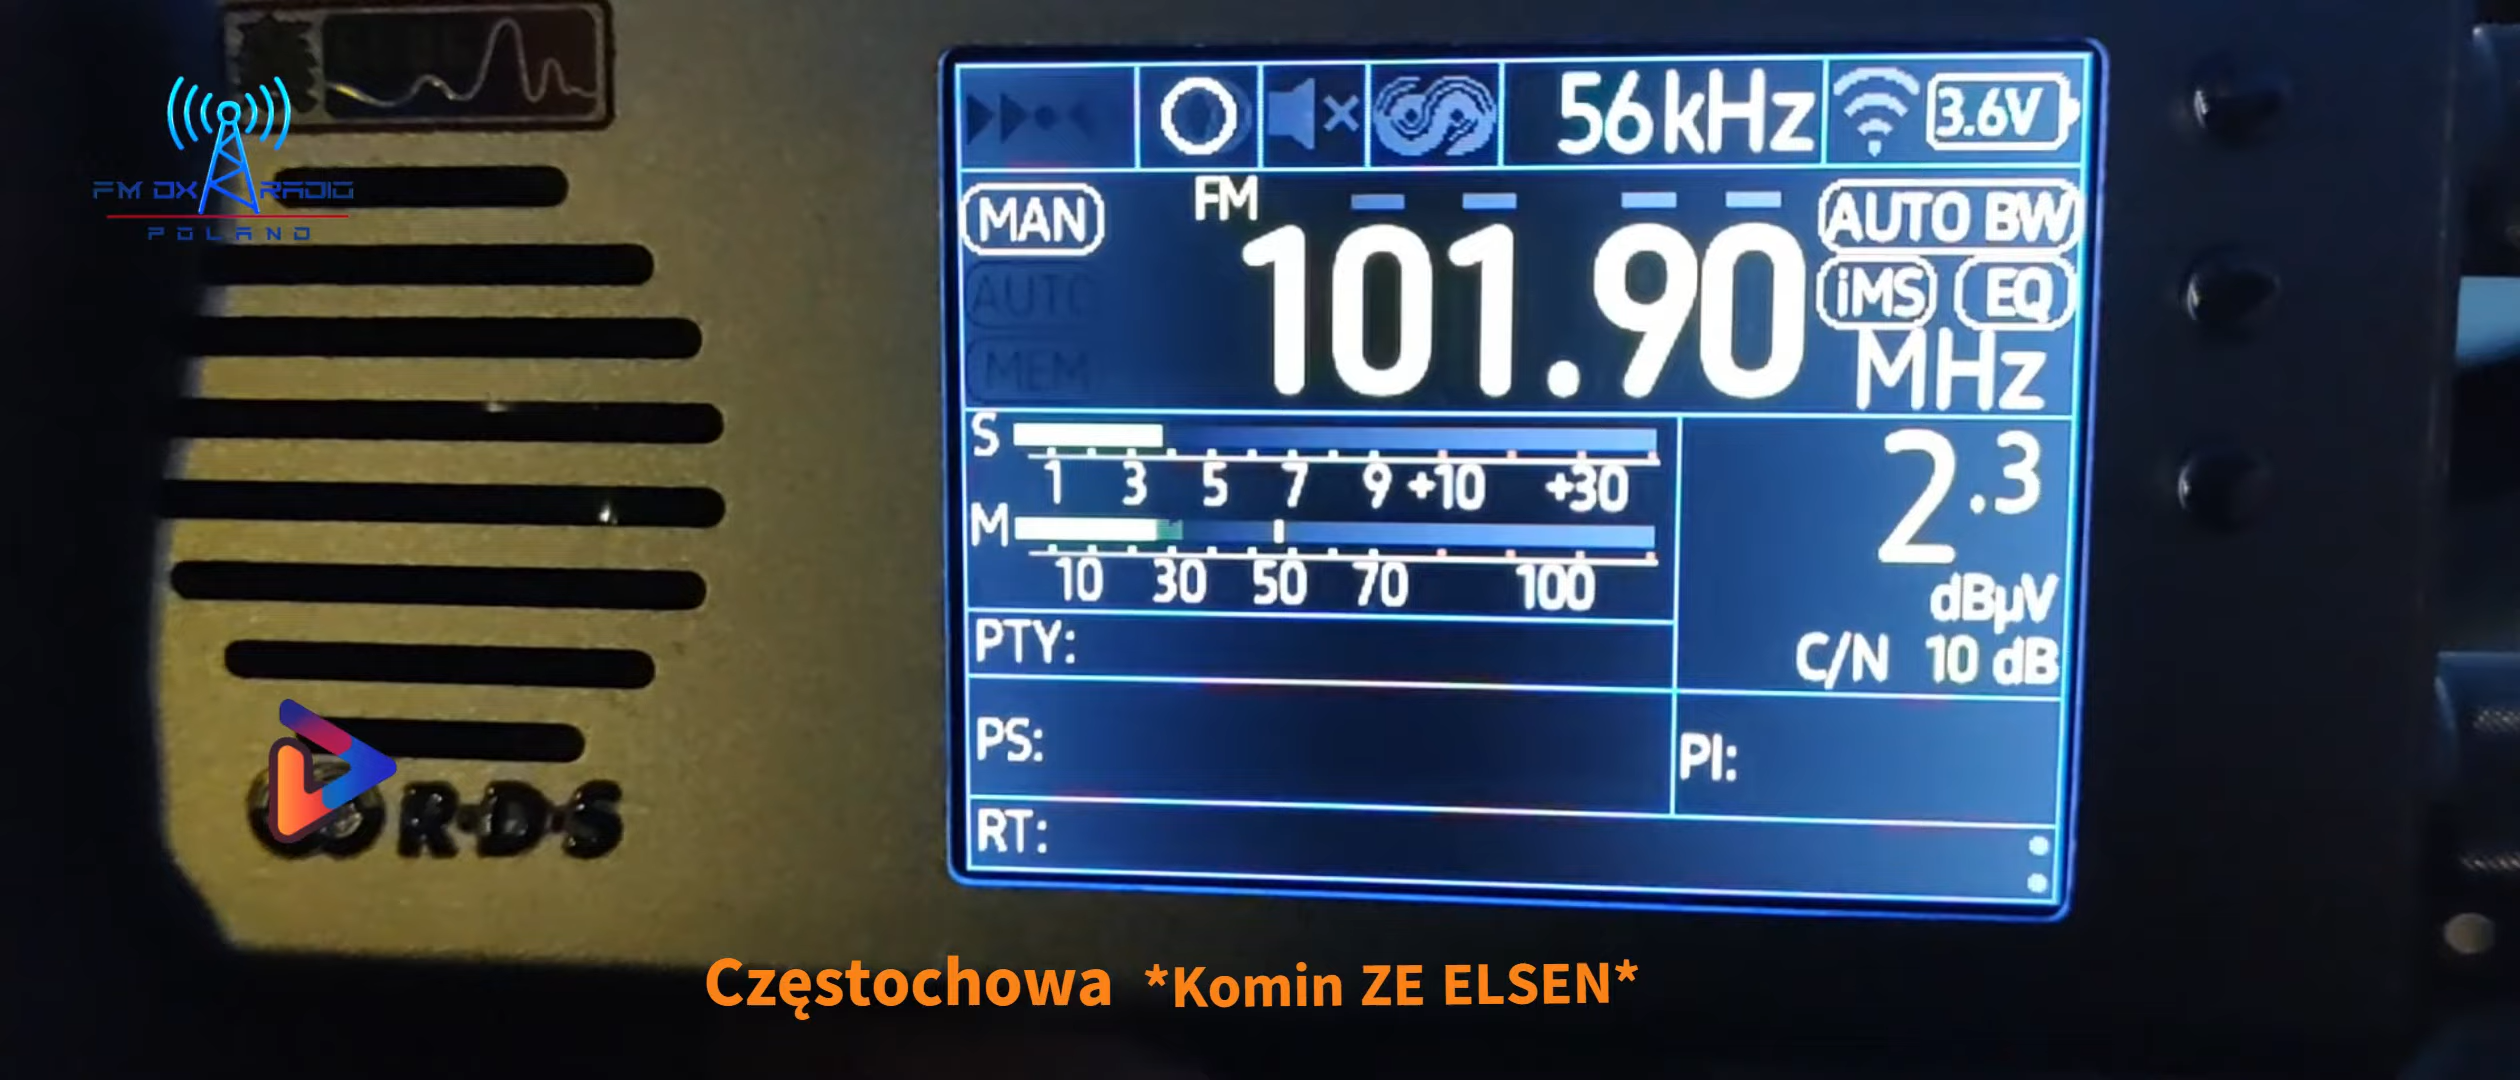 FM DX RADIO
POLAND
56kHz
3.6V
MAN
FM
101.90
AUTO BW
iMS EQ
MHz
AUTO
MEM
S
1 3 5 7 9 +10 +30
M
10 30 50 70 100
2.3
dBµV
C/N 10 dB
PTY:
PS:
PI:
RT:
R·D·S
Częstochowa *Komin ZE ELSEN*